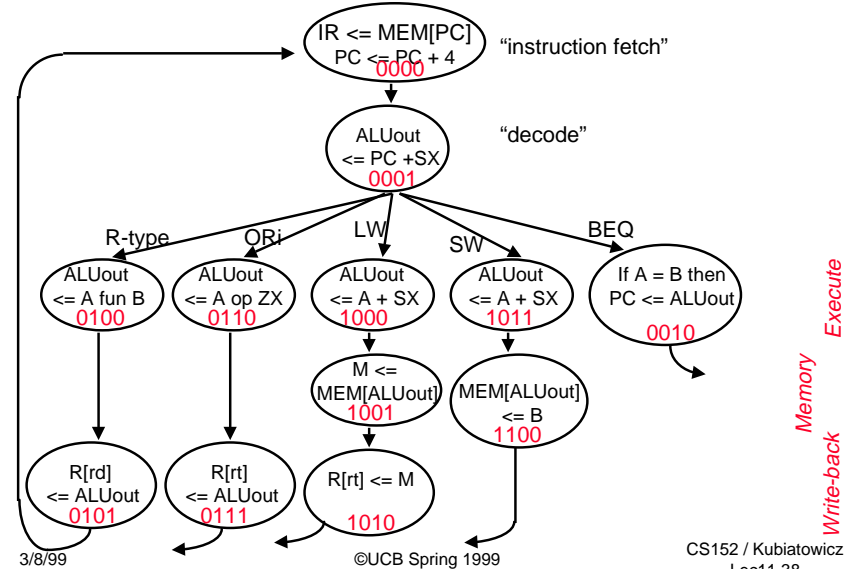 IR <= MEM[PC]
PC <= PC + 4
0000
“instruction fetch”
ALUout
<= PC +SX
0001
“decode”
R-type
ORi
LW
SW
BEQ
ALUout
<= A fun B
0100
ALUout
<= A op ZX
0110
ALUout
<= A + SX
1000
ALUout
<= A + SX
1011
If A = B then
PC <= ALUout
0010
Execute
M <=
MEM[ALUout]
1001
MEM[ALUout]
<= B
1100
Memory
R[rd]
<= ALUout
0101
R[rt]
<= ALUout
0111
R[rt] <= M
1010
Write-back
3/8/99
©UCB Spring 1999
CS152 / Kubiatowicz
Lec11.38